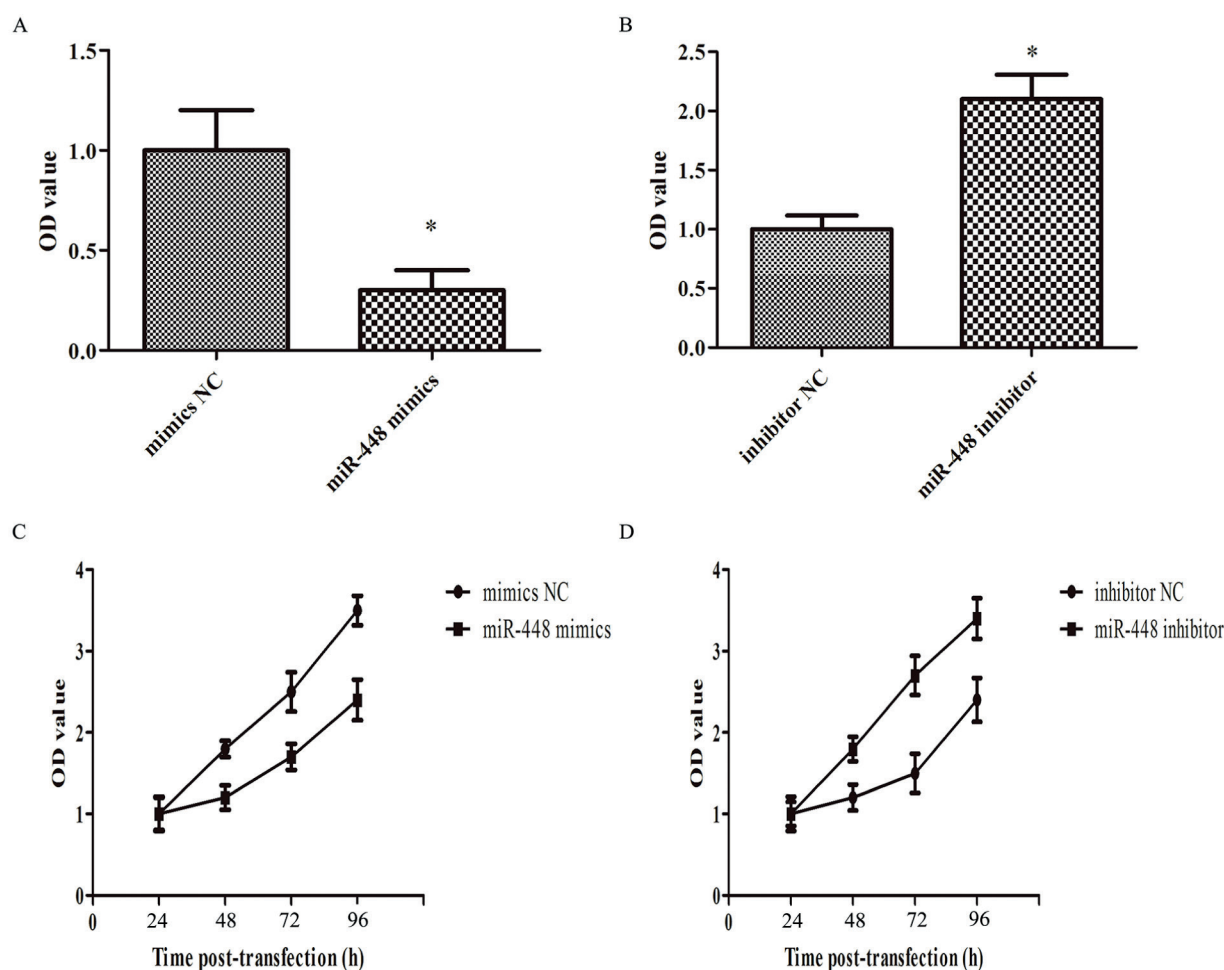 A
OD value
1.5
1.0
0.5
0.0
*
mimics NC
miR-448 mimics
B
OD value
2.5
2.0
1.5
1.0
0.5
0.0
*
inhibitor NC
miR-448 inhibitor
C
OD value
4
3
2
1
0
0
24
48
72
96
Time post-transfection (h)
mimics NC
miR-448 mimics
D
OD value
4
3
2
1
0
0
24
48
72
96
Time post-transfection (h)
inhibitor NC
miR-448 inhibitor